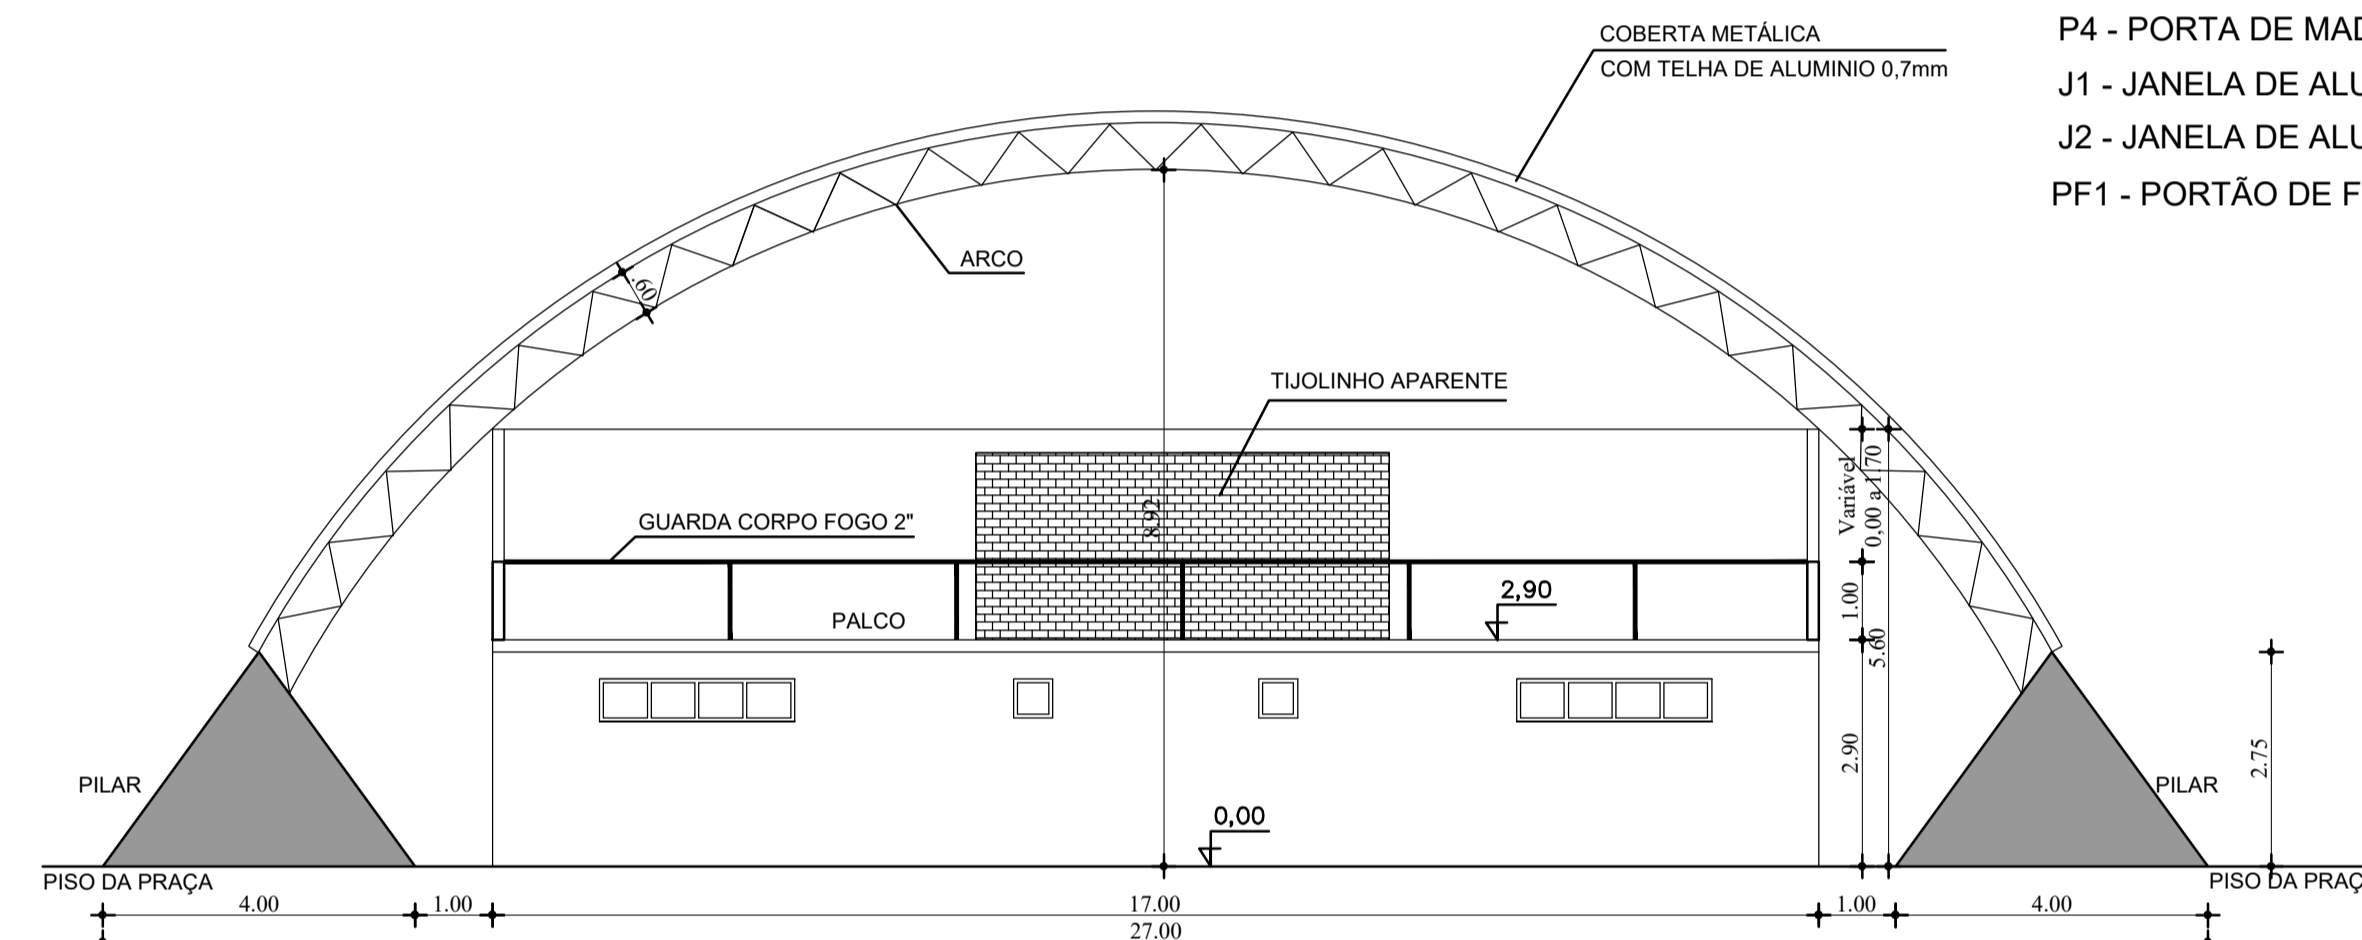 COBERTA METÁLICA
COM TELHA DE ALUMINIO 0,7mm
P4 - PORTA DE MAD
J1 - JANELA DE ALU
J2 - JANELA DE ALU
PF1 - PORTÃO DE F
ARCO
.60
TIJOLINHO APARENTE
GUARDA CORPO FOGO 2"
8.92
Variável
0,00 a 1.70
1.00
2,90
PALCO
5.60
2.90
2.75
PILAR
PILAR
0,00
PISO DA PRAÇA
PISO DA PRAÇ
4.00
1.00
17.00
1.00
4.00
27.00